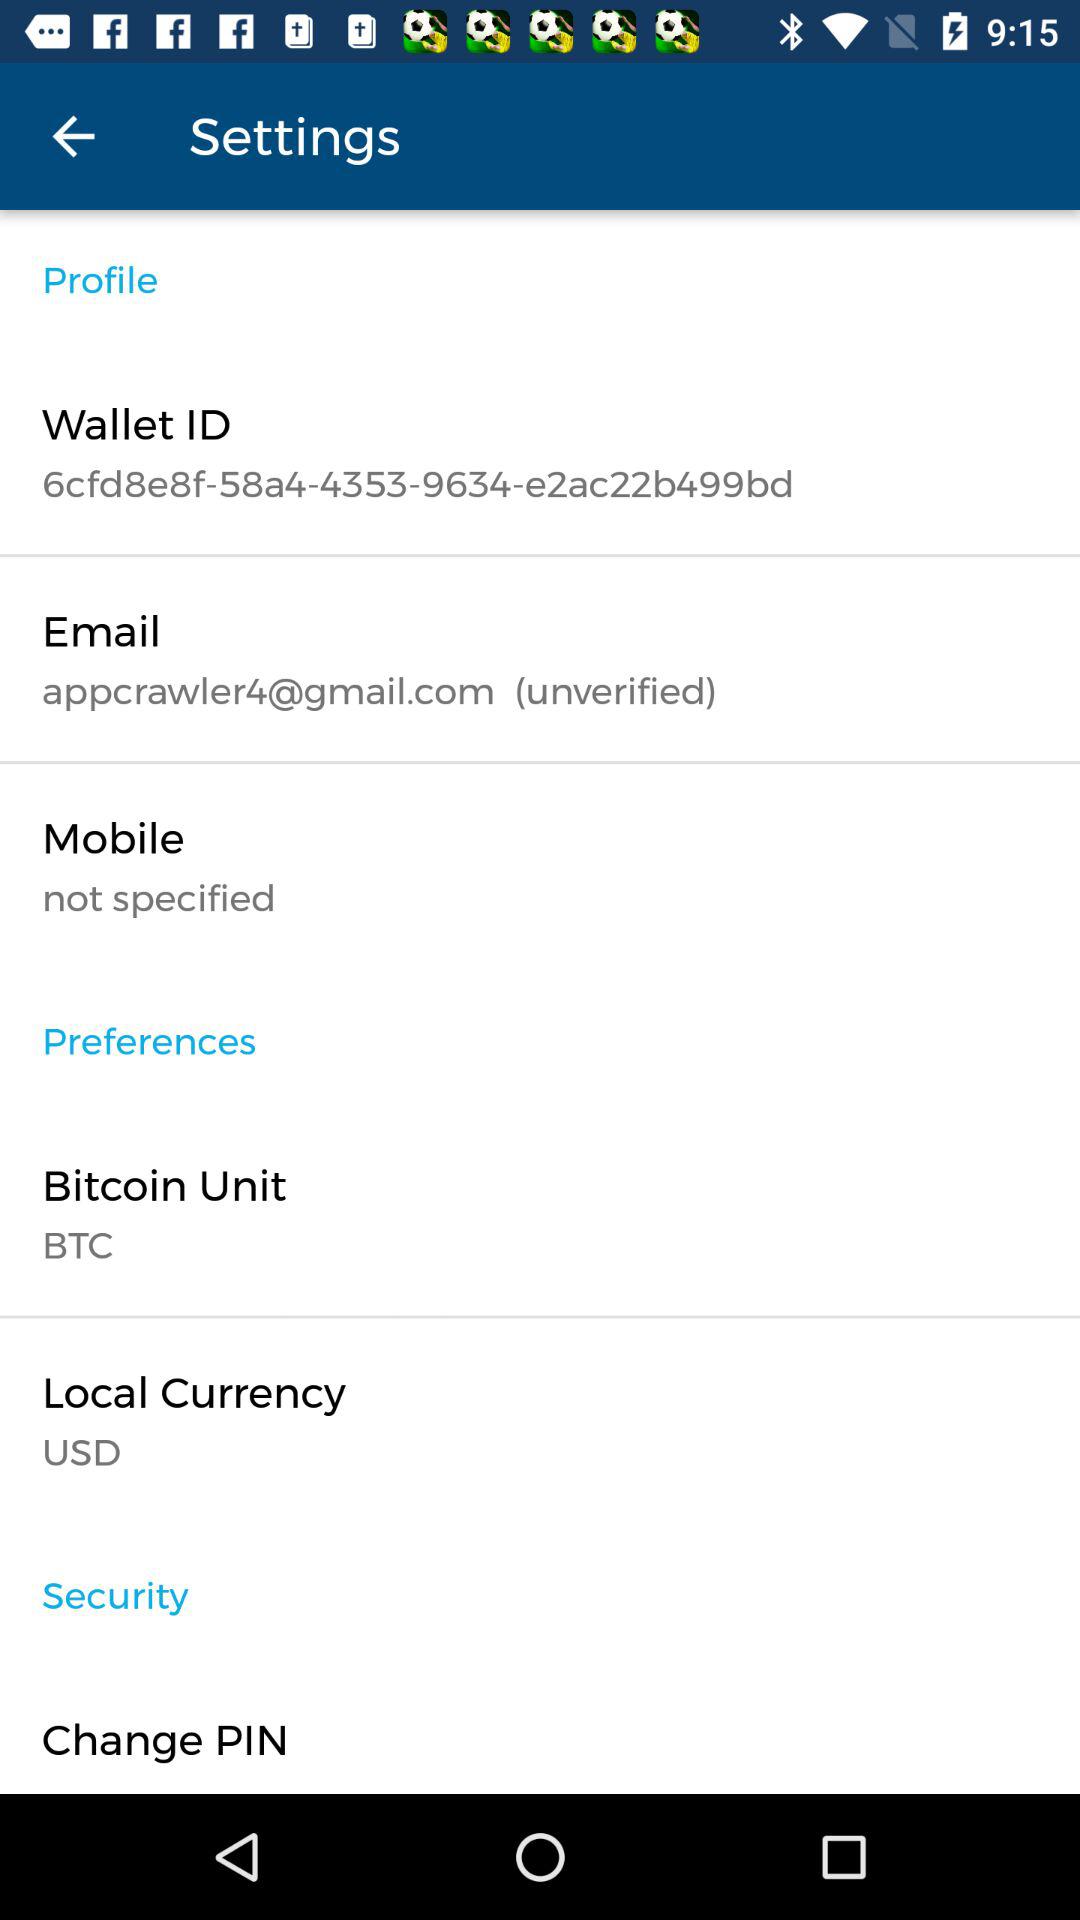 9:15
Settings
Profile
Wallet ID
6cfd8e8f-58a4-4353-9634-e2ac22b499bd
Email
appcrawler4@gmail.com (unverified)
Mobile
not specified
Preferences
Bitcoin Unit
BTC
Local Currency
USD
Security
Change PIN